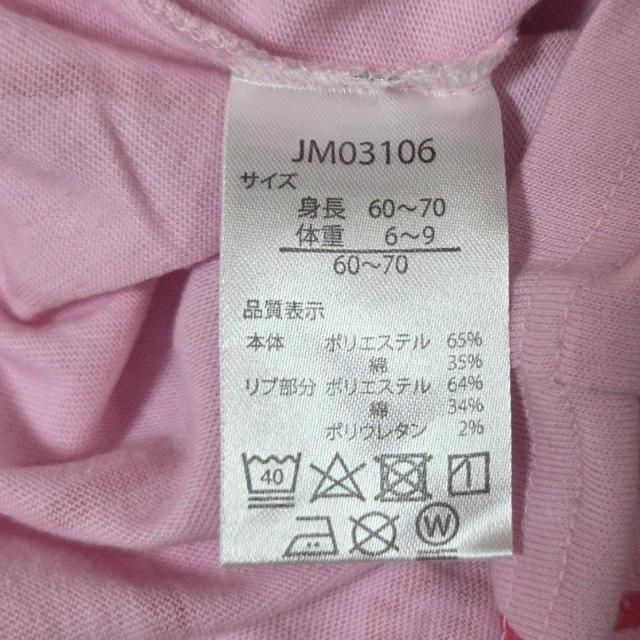 JM03106
サイズ
身長 60〜70
体重 6〜9
60〜70
品質表示
本体 ポリエステル 65%
綿 35%
リブ部分 ポリエステル 64%
綿 34%
ポリウレタン 2%
40
W